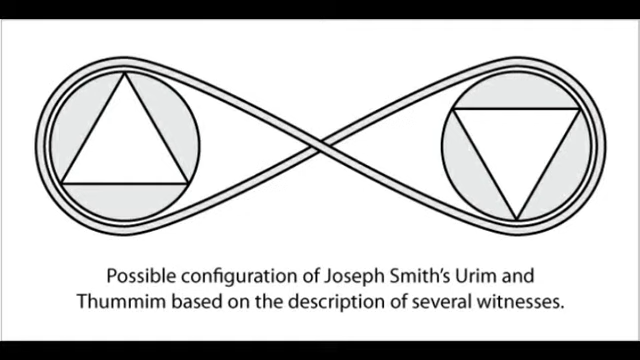 Possible configuration of Joseph Smith's Urim and
Thummim based on the description of several witnesses.